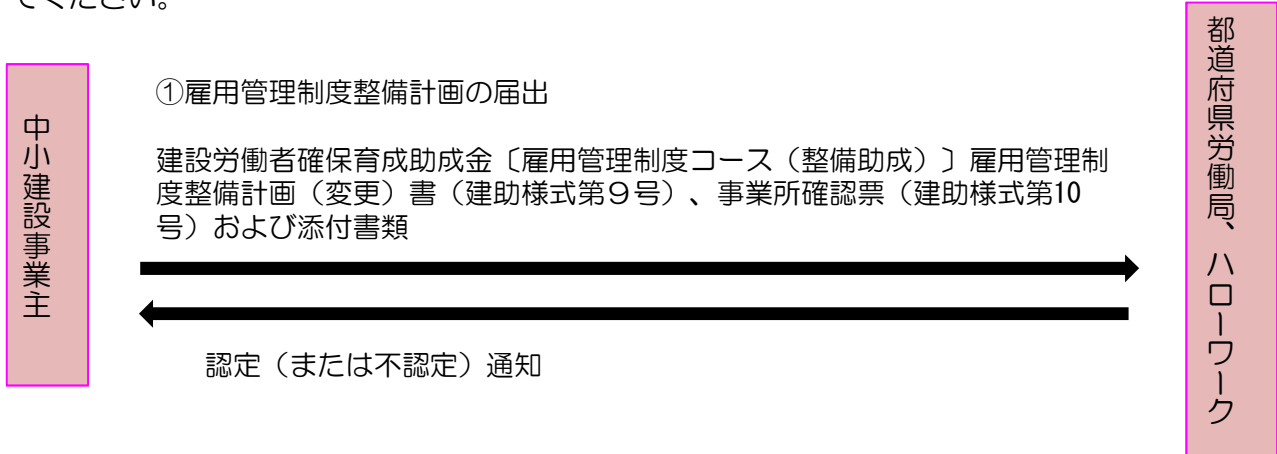 てください。
中小建設事業主
①雇用管理制度整備計画の届出
建設労働者確保育成助成金〔雇用管理制度コース（整備助成）〕雇用管理制
度整備計画（変更）書（建助様式第９号）、事業所確認票（建助様式第10
号）および添付書類
認定（または不認定）通知
都道府県労働局、ハローワーク